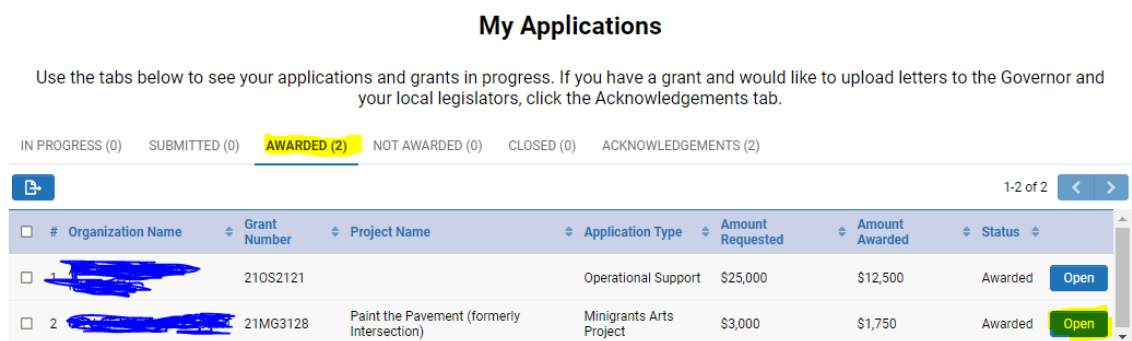 My Applications
Use the tabs below to see your applications and grants in progress. If you have a grant and would like to upload letters to the Governor and
your local legislators, click the Acknowledgements tab.
IN PROGRESS (0) SUBMITTED (0) AWARDED (2) NOT AWARDED (0) CLOSED (0) ACKNOWLEDGEMENTS (2)
1-2 of 2
# Organization Name Grant Number Project Name Application Type Amount Requested Amount Awarded Status
1 21OS2121 Operational Support $25,000 $12,500 Awarded Open
2 21MG3128 Paint the Pavement (formerly Intersection) Minigrants Arts Project $3,000 $1,750 Awarded Open